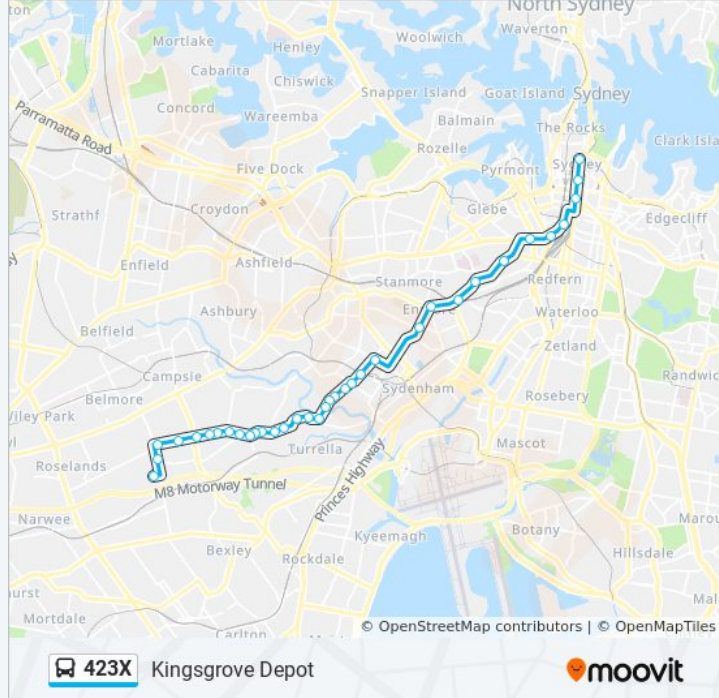 North Sydney
Mortlake
Henley
Woolwich
Waverton
Cabarita
Chiswick
Snapper Island
Goat Island
Sydney
Concord
Wareemba
Balmain
The Rocks
Clark Isla
Parramatta Road
Rozelle
Five Dock
Pyrmont
Sydney
Strathf
Croydon
Glebe
Edgecliff
Enfield
Ashfield
Stanmore
Redfern
Ashbury
Enmore
Waterloo
Belfield
Zetland
Campsie
Sydenham
Randwic
Wiley Park
Belmore
Rosebery
Roselands
Turrella
Mascot
M8 Motorway Tunnel
Princes Highway
Narwee
Kyeemagh
Botany
Marou
Bexley
Rockdale
Hillsdale
hurst
Mortdale
Carlton
Mal
© OpenStreetMap contributors | © OpenMapTiles
423X Kingsgrove Depot
moovit